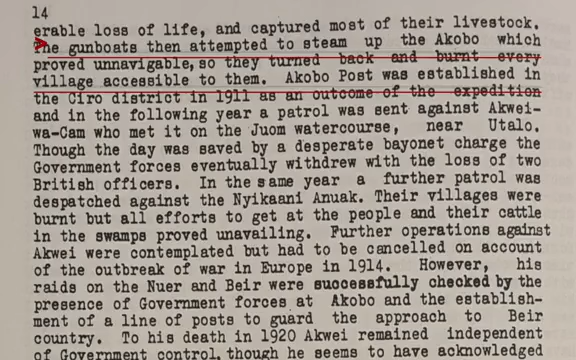 14
erable loss of life, and captured most of their livestock.
The gunboats then attempted to steam up the Akobo which
proved unnavigable, so they turned back and burnt every
village accessible to them. Akobo Post was established in
the Ciro district in 1911 as an outcome of the expedition
and in the following year a patrol was sent against Akwei-
wa-Cam who met it on the Juom watercourse, near Utalo.
Though the day was saved by a desperate bayonet charge the
Government forces eventually withdrew with the loss of two
British officers. In the same year a further patrol was
despatched against the Nyikaani Anuak. Their villages were
burnt but all efforts to get at the people and their cattle
in the swamps proved unavailing. Further operations against
Akwei were contemplated but had to be cancelled on account
of the outbreak of war in Europe in 1914. However, his
raids on the Nuer and Beir were successfully checked by the
presence of Government forces at Akobo and the establish-
ment of a line of posts to guard the approach to Beir
country. To his death in 1920 Akwei remained independent
of Government control, though he seems to have acknowledged